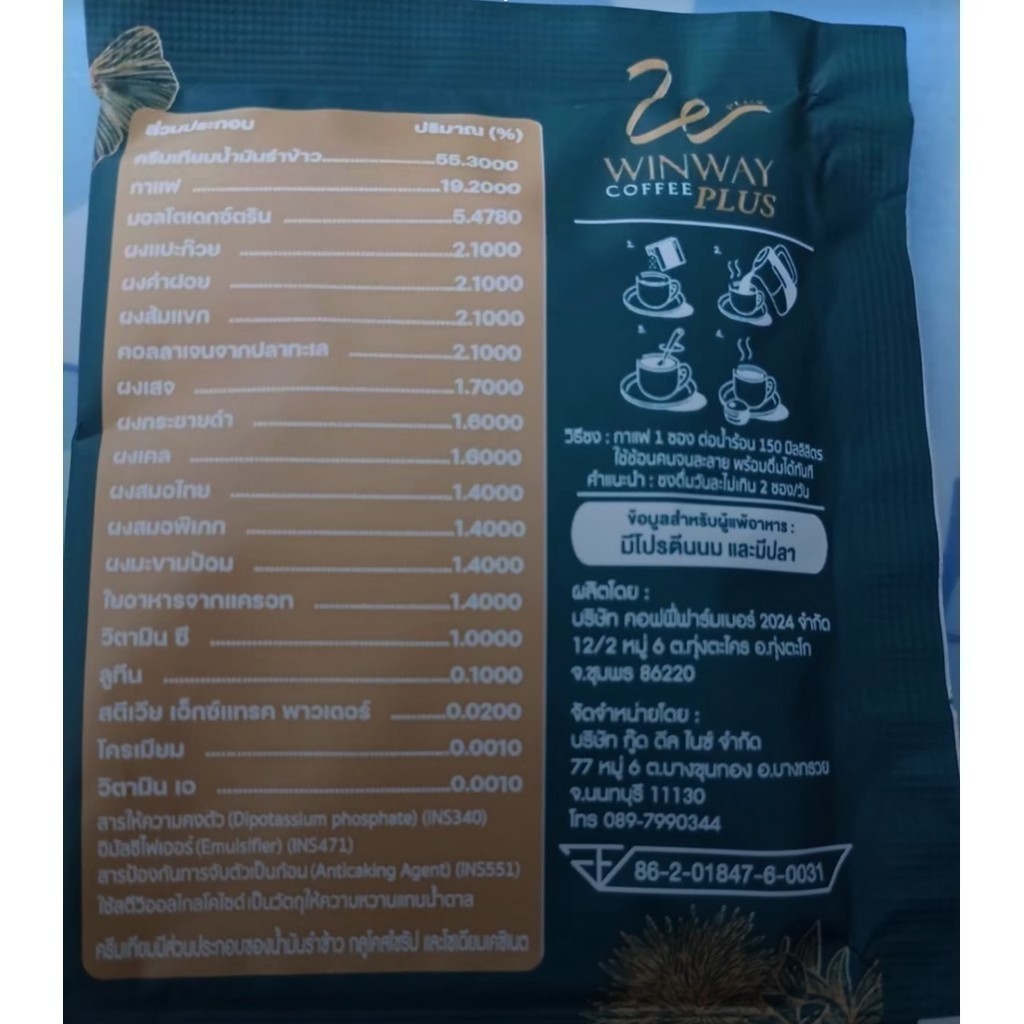 ส่วนประกอบ ปริมาณ (%)
ครีมเทียมน้ำมันรำข้าว 55.3000
กาแฟ 19.2000
มอลโตเดกซ์ตริน 5.4780
ผงแปะก๊วย 2.1000
ผงคำฝอย 2.1000
ผงส้มแขก 2.1000
คอลลาเจนจากปลาทะเล 2.1000
ผงเสจ 1.7000
ผงกระชายดำ 1.6000
ผงเคล 1.6000
ผงสมอไทย 1.4000
ผงสมอพิเภก 1.4000
ผงมะขามป้อม 1.4000
ใยอาหารจากแครอท 1.4000
วิตามิน ซี 1.0000
ลูทีน 0.1000
สตีเวีย เอ็กซ์แทรค พาวเดอร์ 0.0200
โครเมียม 0.0010
วิตามิน เอ 0.0010
สารให้ความคงตัว (Dipotassium phosphate) (INS340)
อิมัลซิไฟเออร์ (Emulsifier) (INS471)
สารป้องกันการจับตัวเป็นก้อน (Anticaking Agent) (INS551)
ใช้สตีวิออลไกลโคไซด์ เป็นวัตถุให้ความหวานแทนน้ำตาล
ครีมเทียมมีส่วนประกอบของน้ำมันรำข้าว กลูโคสไซรัป และโซเดียมเคซิเนต
PLUS
WINWAY
COFFEE PLUS
1. 2.
3. 4.
วิธีชง : กาแฟ 1 ซอง ต่อน้ำร้อน 150 มิลลิลิตร
ใช้ช้อนคนจนละลาย พร้อมดื่มได้ทันที
คำแนะนำ : ชงดื่มวันละไม่เกิน 2 ซอง/วัน
ข้อมูลสำหรับผู้แพ้อาหาร :
มีโปรตีนนม และมีปลา
ผลิตโดย :
บริษัท คอฟฟี่ฟาร์มเมอร์ 2024 จำกัด
12/2 หมู่ 6 ต.ทุ่งตะไคร อ.ทุ่งตะโก
จ.ชุมพร 86220
จัดจำหน่ายโดย :
บริษัท กู๊ด ดีล ไนซ์ จำกัด
77 หมู่ 6 ต.บางขุนกอง อ.บางกรวย
จ.นนทบุรี 11130
โทร 089-7990344
86-2-01847-6-0031